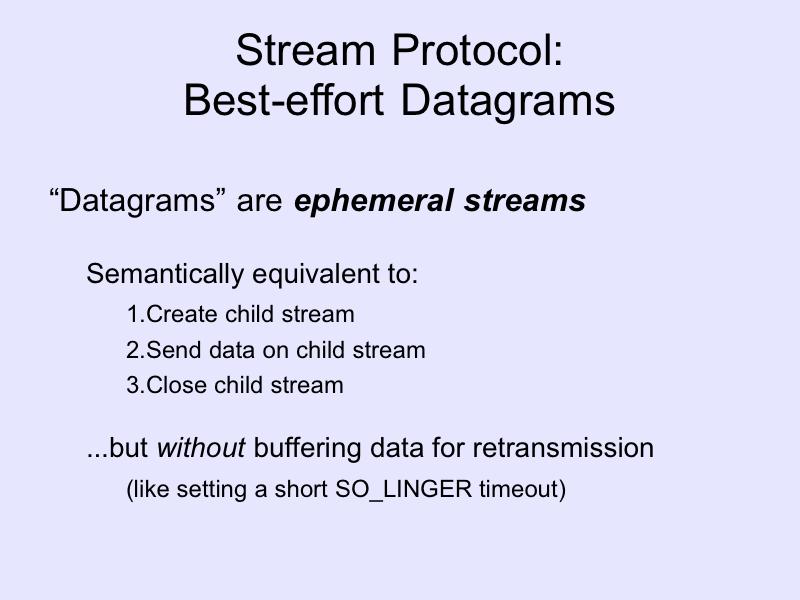 Stream Protocol:
Best-effort Datagrams
“Datagrams” are ephemeral streams
Semantically equivalent to:
1.Create child stream
2.Send data on child stream
3.Close child stream
...but without buffering data for retransmission
(like setting a short SO_LINGER timeout)